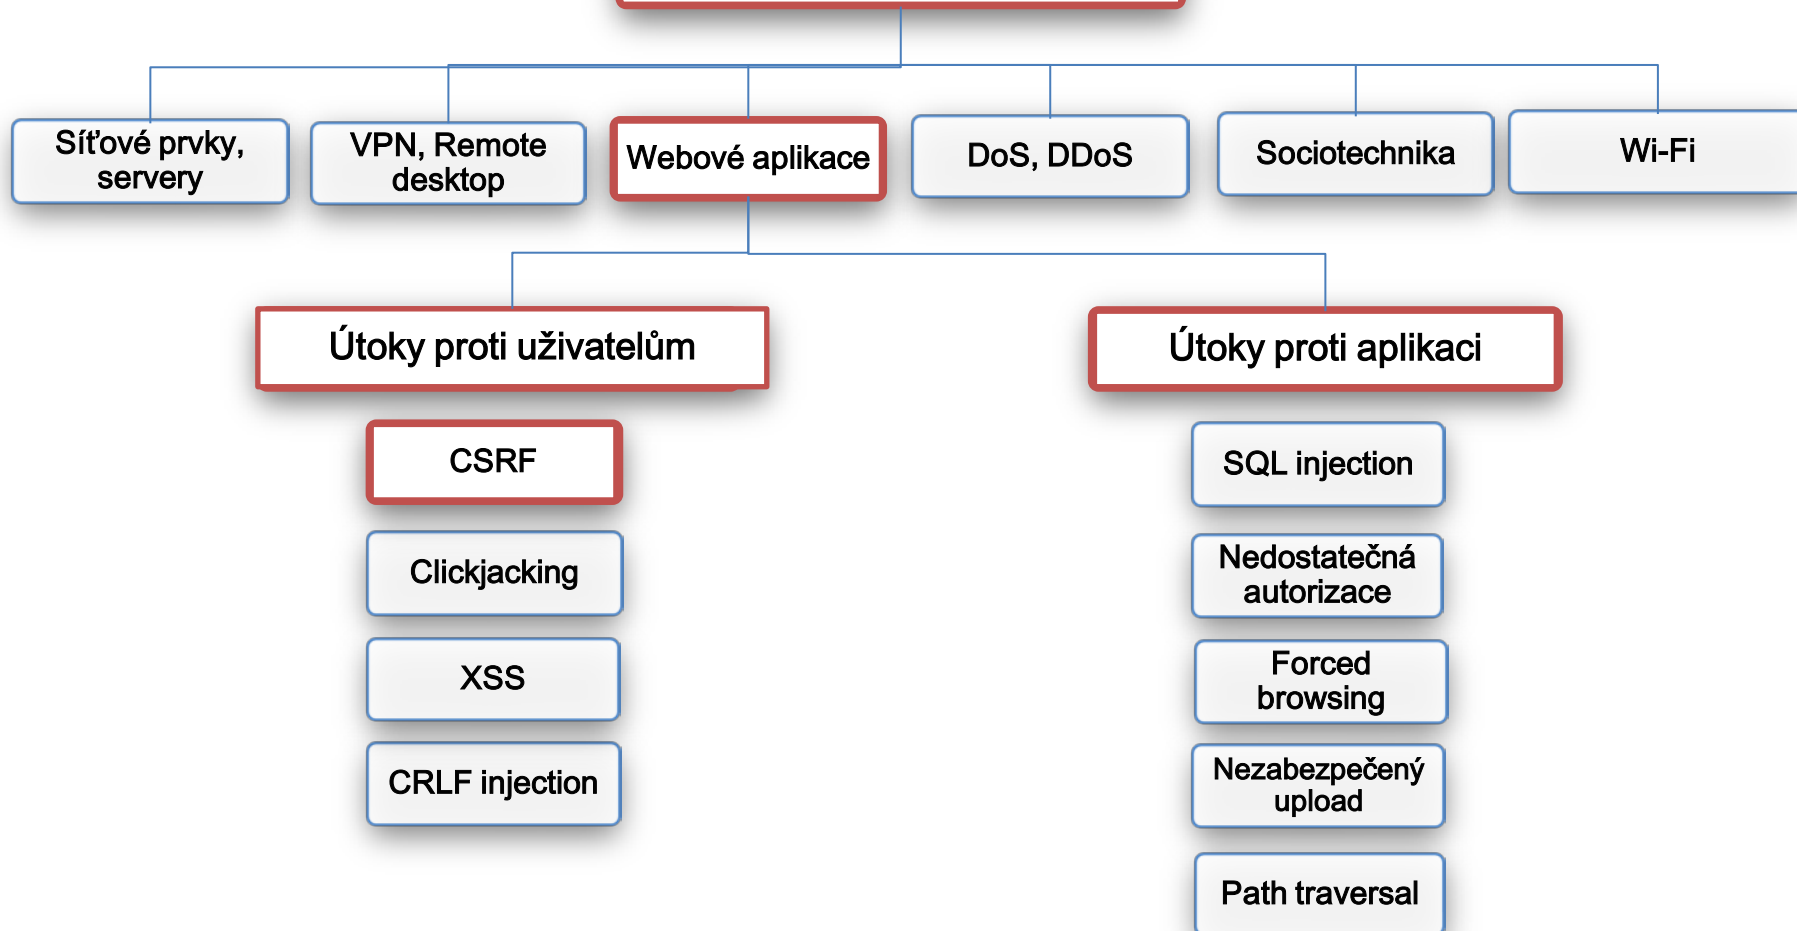 Síťové prvky,
servery
VPN, Remote
desktop
Webové aplikace
DoS, DDoS
Sociotechnika
Wi-Fi
Útoky proti uživatelům
Útoky proti aplikaci
CSRF
Clickjacking
XSS
CRLF injection
SQL injection
Nedostatečná
autorizace
Forced
browsing
Nezabezpečený
upload
Path traversal